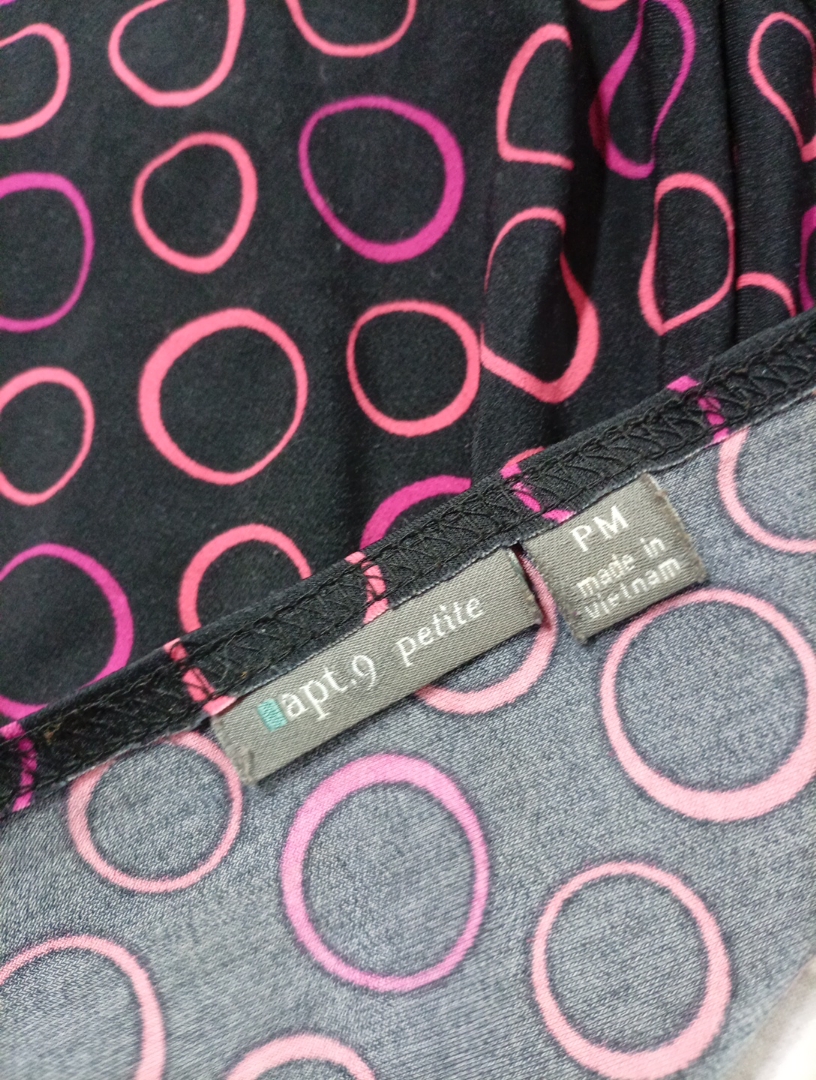 apt.9 petite
PM
made in
Vietnam